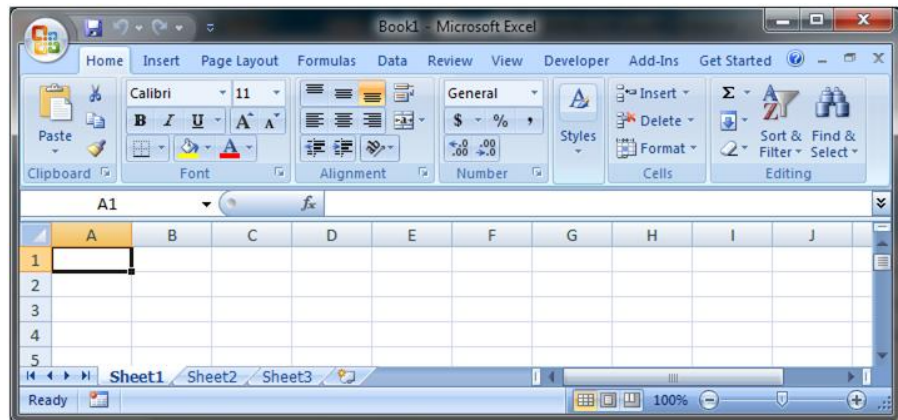 Book1 - Microsoft Excel
Home Insert Page Layout Formulas Data Review View Developer Add-Ins Get Started
Calibri 11 General Insert Σ
B I U A A $ % , Delete
Paste A .00 .00 Styles Format Sort & Filter Find & Select
Clipboard Font Alignment Number Cells Editing
A1 fx
A B C D E F G H I J
1
2
3
4
5
Sheet1 Sheet2 Sheet3
Ready 100%